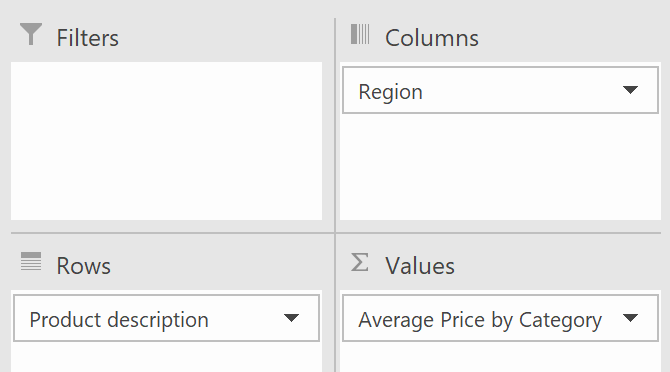 Filters
Columns
Region
Rows
Values
Product description
Average Price by Category